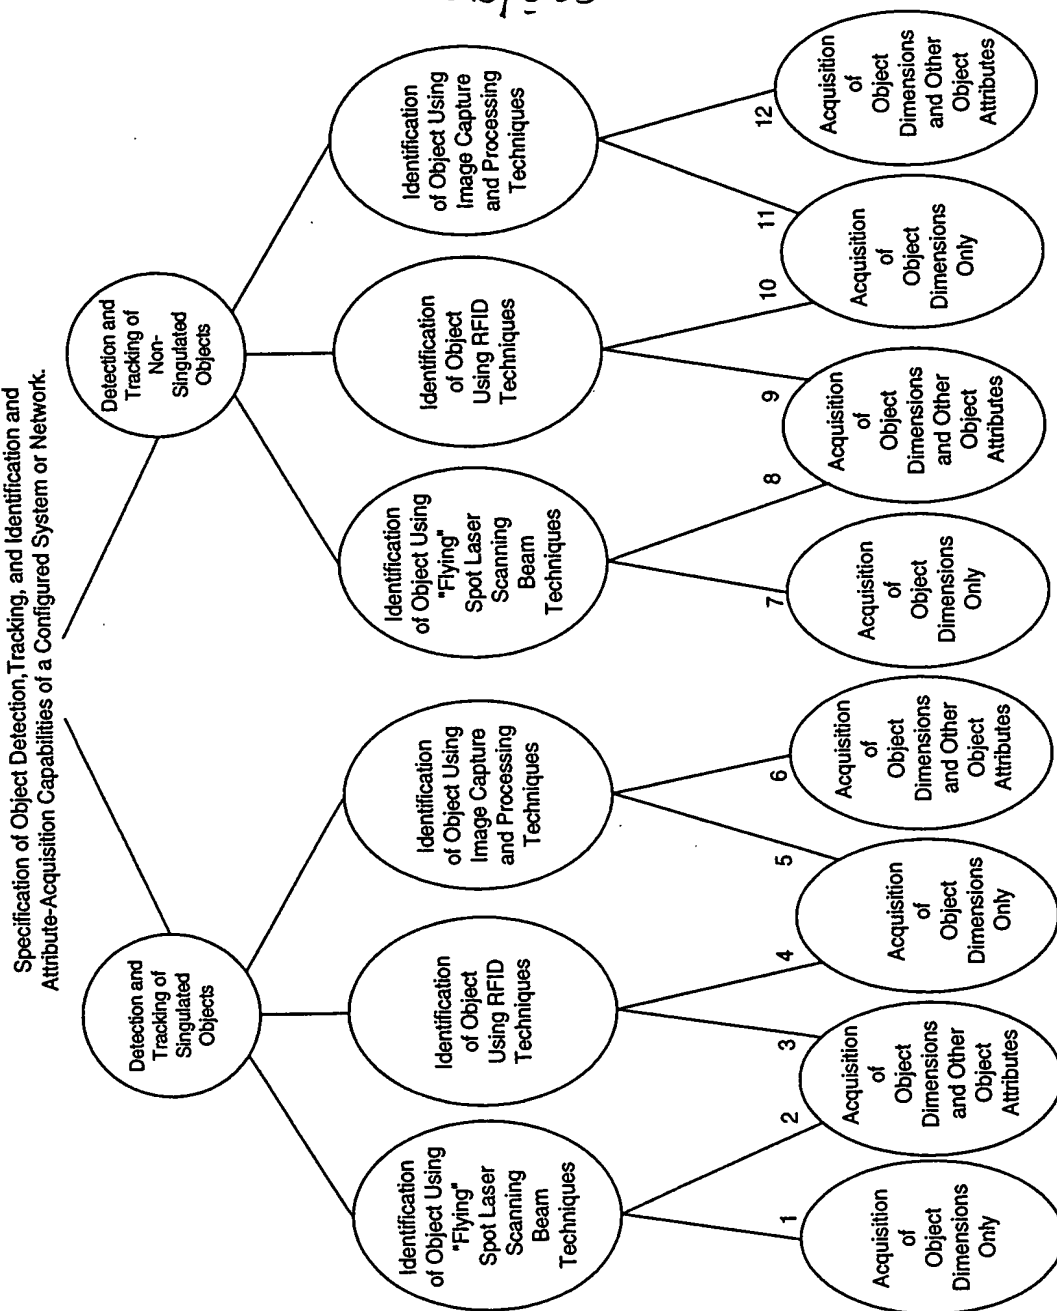 Specification of Object Detection,Tracking, and Identification and
Attribute-Acquisition Capabilities of a Configured System or Network.
Detection and
Tracking of
Singulated
Objects
Detection and
Tracking of
Non-
Singulated
Objects
Identification
of Object Using
"Flying"
Spot Laser
Scanning
Beam
Techniques
Identification
of Object
Using RFID
Techniques
Identification
of Object Using
Image Capture
and Processing
Techniques
Identification
of Object Using
"Flying"
Spot Laser
Scanning
Beam
Techniques
Identification
of Object
Using RFID
Techniques
Identification
of Object Using
Image Capture
and Processing
Techniques
1
2
3
4
5
6
7
8
9
10
11
12
Acquisition
of
Object
Dimensions
Only
Acquisition
of
Object
Dimensions
and Other
Object
Attributes
Acquisition
of
Object
Dimensions
Only
Acquisition
of
Object
Dimensions
and Other
Object
Attributes
Acquisition
of
Object
Dimensions
Only
Acquisition
of
Object
Dimensions
and Other
Object
Attributes
Acquisition
of
Object
Dimensions
Only
Acquisition
of
Object
Dimensions
and Other
Object
Attributes